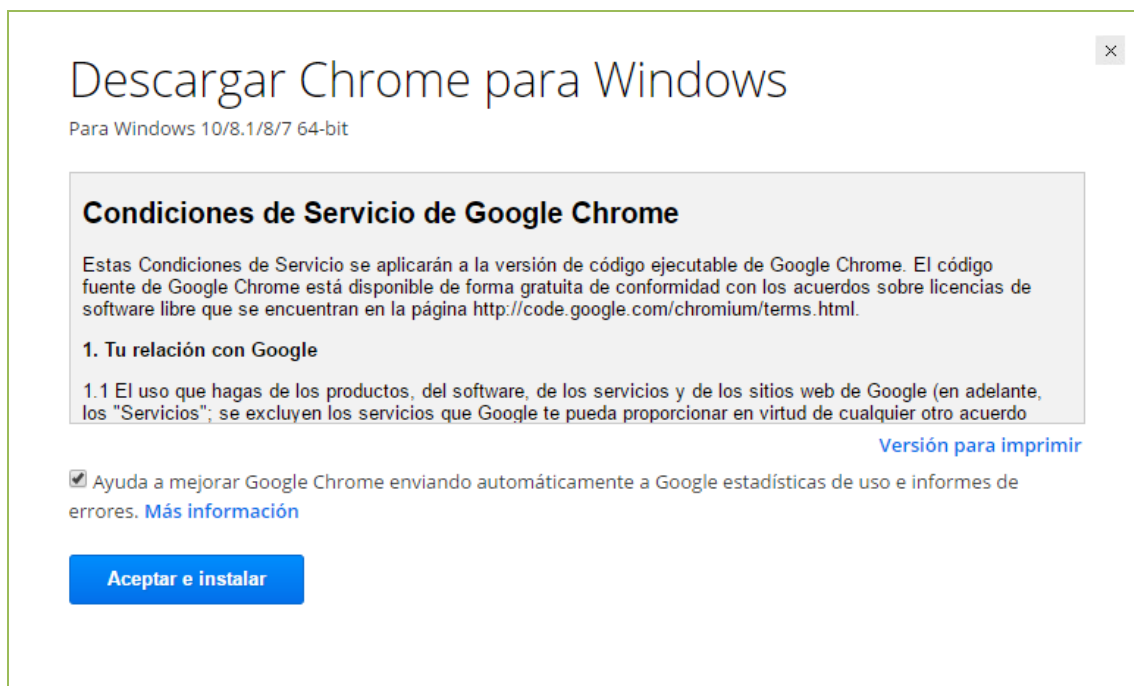 Descargar Chrome para Windows
Para Windows 10/8.1/8/7 64-bit
Condiciones de Servicio de Google Chrome
Estas Condiciones de Servicio se aplicarán a la versión de código ejecutable de Google Chrome. El código
fuente de Google Chrome está disponible de forma gratuita de conformidad con los acuerdos sobre licencias de
software libre que se encuentran en la página http://code.google.com/chromium/terms.html.
1. Tu relación con Google
1.1 El uso que hagas de los productos, del software, de los servicios y de los sitios web de Google (en adelante,
los "Servicios"; se excluyen los servicios que Google te pueda proporcionar en virtud de cualquier otro acuerdo
Versión para imprimir
Ayuda a mejorar Google Chrome enviando automáticamente a Google estadísticas de uso e informes de
errores. Más información
Aceptar e instalar